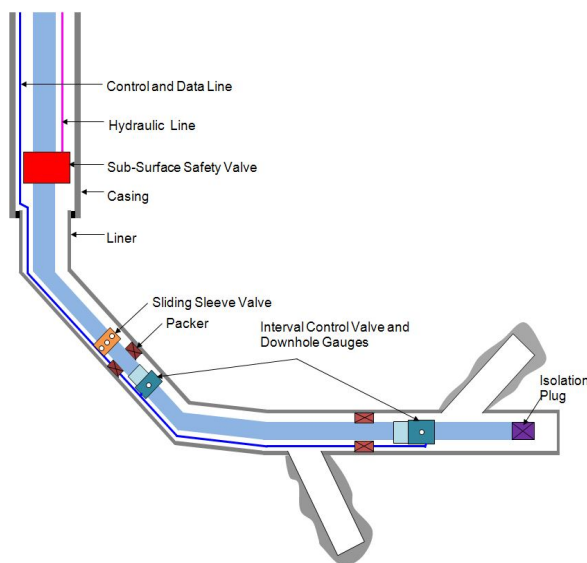 Control and Data Line
Hydraulic Line
Sub-Surface Safety Valve
Casing
Liner
Sliding Sleeve Valve
Packer
Interval Control Valve and
Downhole Gauges
Isolation
Plug